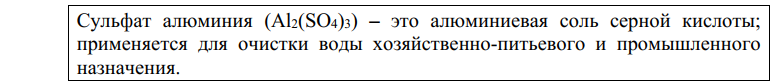 Сульфат алюминия (Al2(SO4)3) – это алюминиевая соль серной кислоты;
применяется для очистки воды хозяйственно-питьевого и промышленного
назначения.